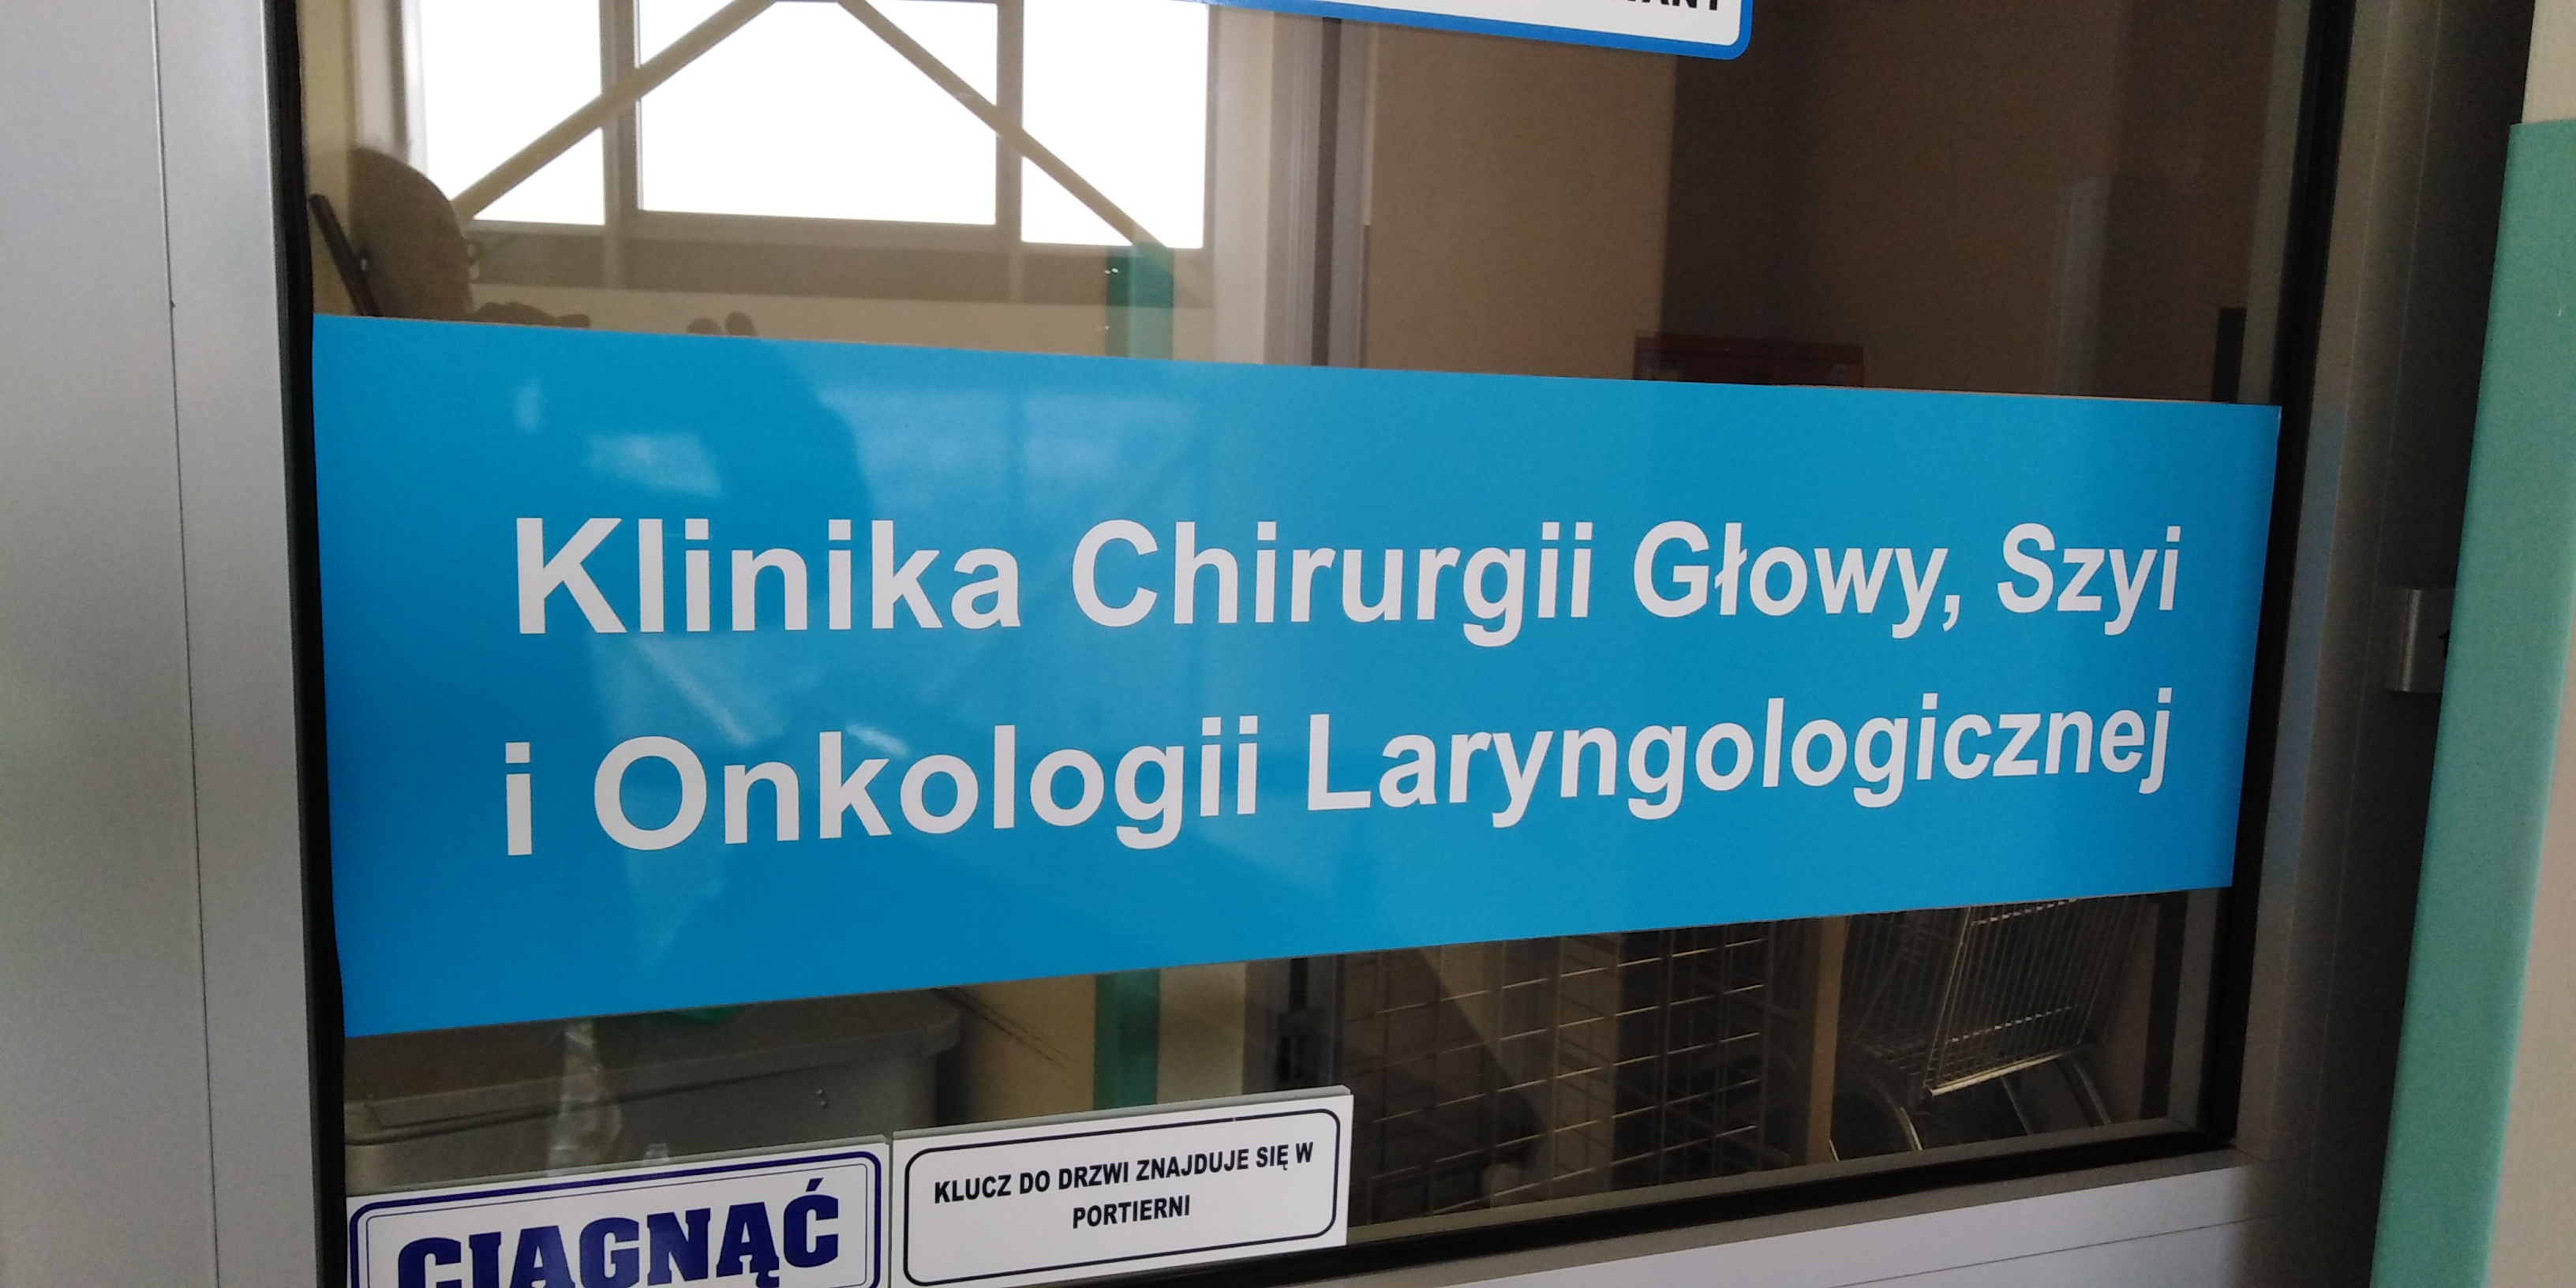 Klinika Chirurgii Głowy, Szyi
i Onkologii Laryngologicznej
CIĄGNĄĆ
KLUCZ DO DRZWI ZNAJDUJE SIĘ W
PORTIERNI